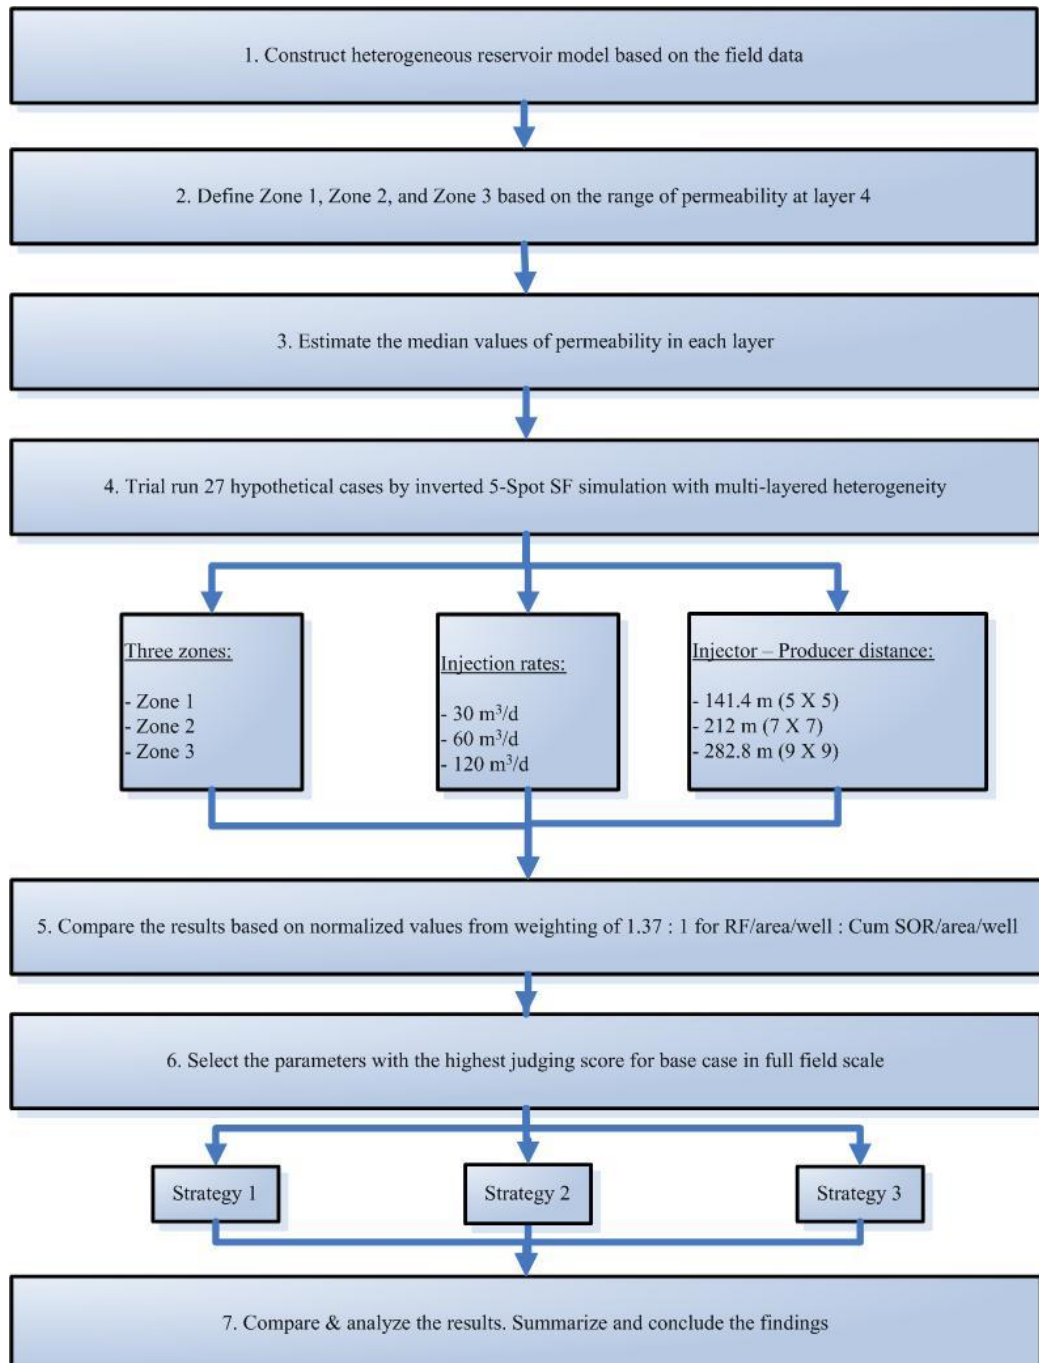 1. Construct heterogeneous reservoir model based on the field data
2. Define Zone 1, Zone 2, and Zone 3 based on the range of permeability at layer 4
3. Estimate the median values of permeability in each layer
4. Trial run 27 hypothetical cases by inverted 5-Spot SF simulation with multi-layered heterogeneity
Three zones:
- Zone 1
- Zone 2
- Zone 3
Injection rates:
- 30 m³/d
- 60 m³/d
- 120 m³/d
Injector – Producer distance:
- 141.4 m (5 X 5)
- 212 m (7 X 7)
- 282.8 m (9 X 9)
5. Compare the results based on normalized values from weighting of 1.37 : 1 for RF/area/well : Cum SOR/area/well
6. Select the parameters with the highest judging score for base case in full field scale
Strategy 1
Strategy 2
Strategy 3
7. Compare & analyze the results. Summarize and conclude the findings